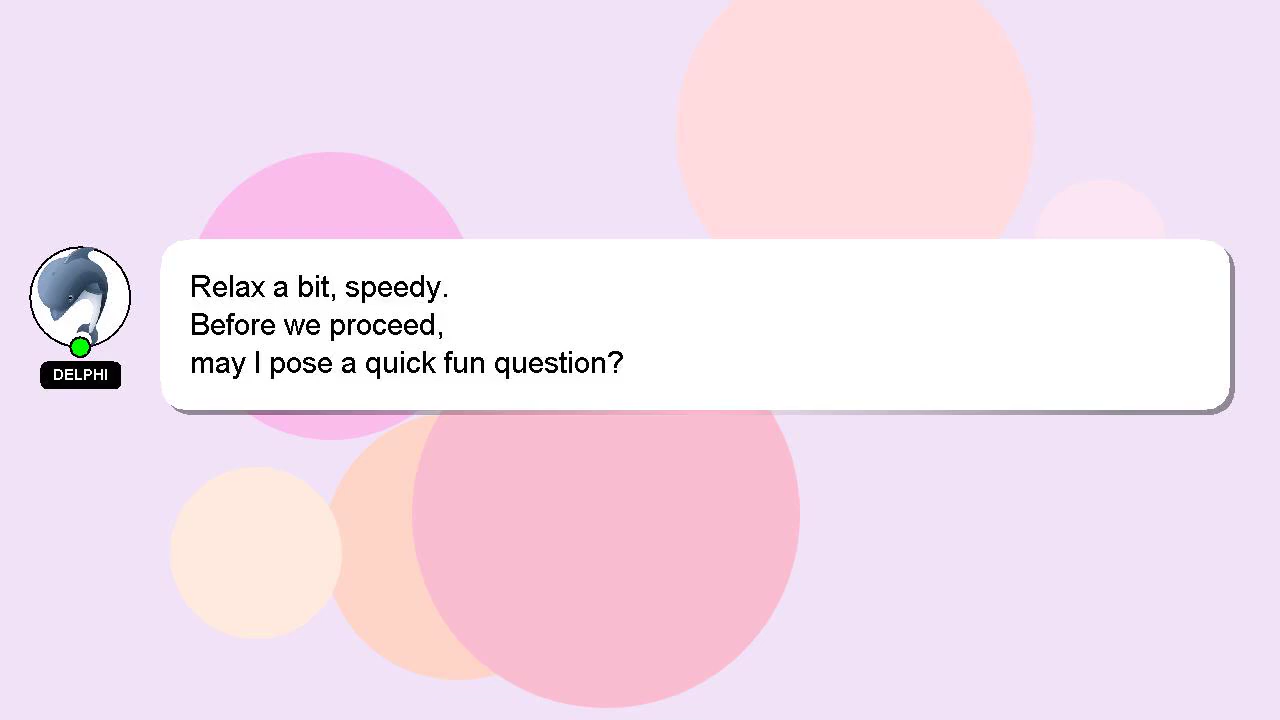 Relax a bit, speedy.
Before we proceed,
may I pose a quick fun question?
DELPHI